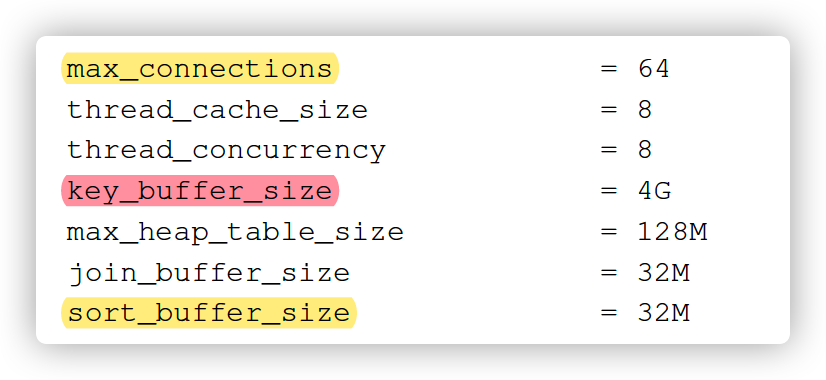 max_connections = 64
thread_cache_size = 8
thread_concurrency = 8
key_buffer_size = 4G
max_heap_table_size = 128M
join_buffer_size = 32M
sort_buffer_size = 32M